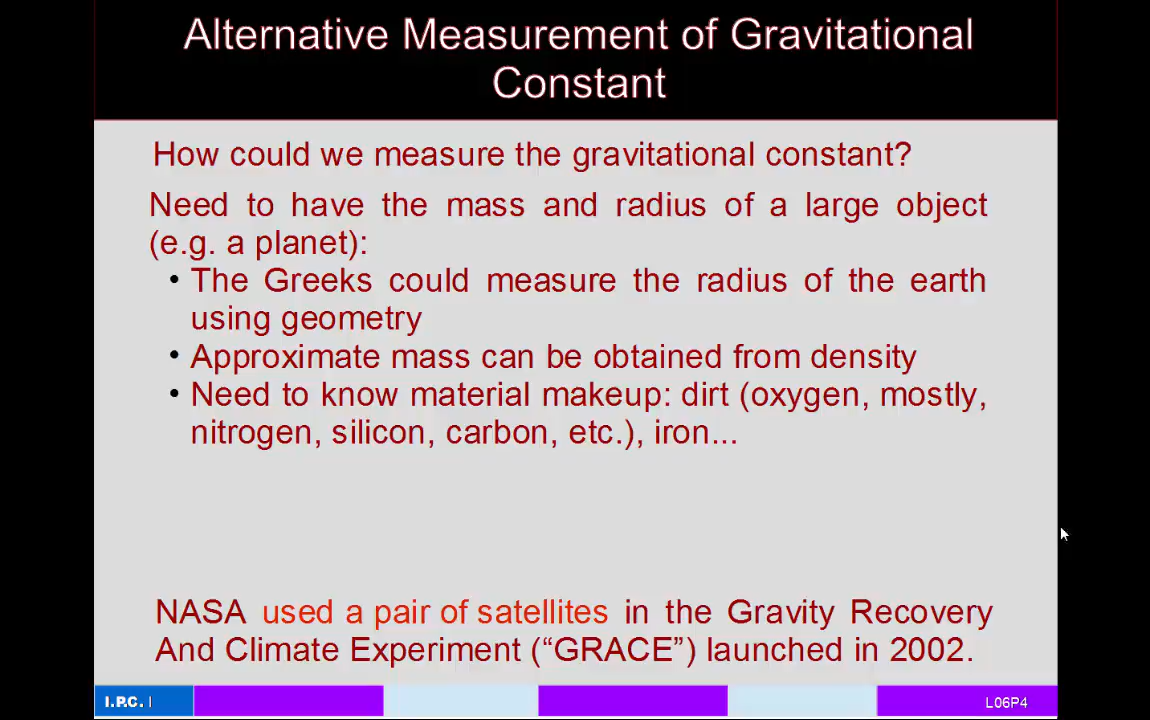 Alternative Measurement of Gravitational
Constant
How could we measure the gravitational constant?
Need to have the mass and radius of a large object
(e.g. a planet):
• The Greeks could measure the radius of the earth
using geometry
• Approximate mass can be obtained from density
• Need to know material makeup: dirt (oxygen, mostly,
nitrogen, silicon, carbon, etc.), iron...
NASA used a pair of satellites in the Gravity Recovery
And Climate Experiment (“GRACE”) launched in 2002.
I.P.C. I
L06P4